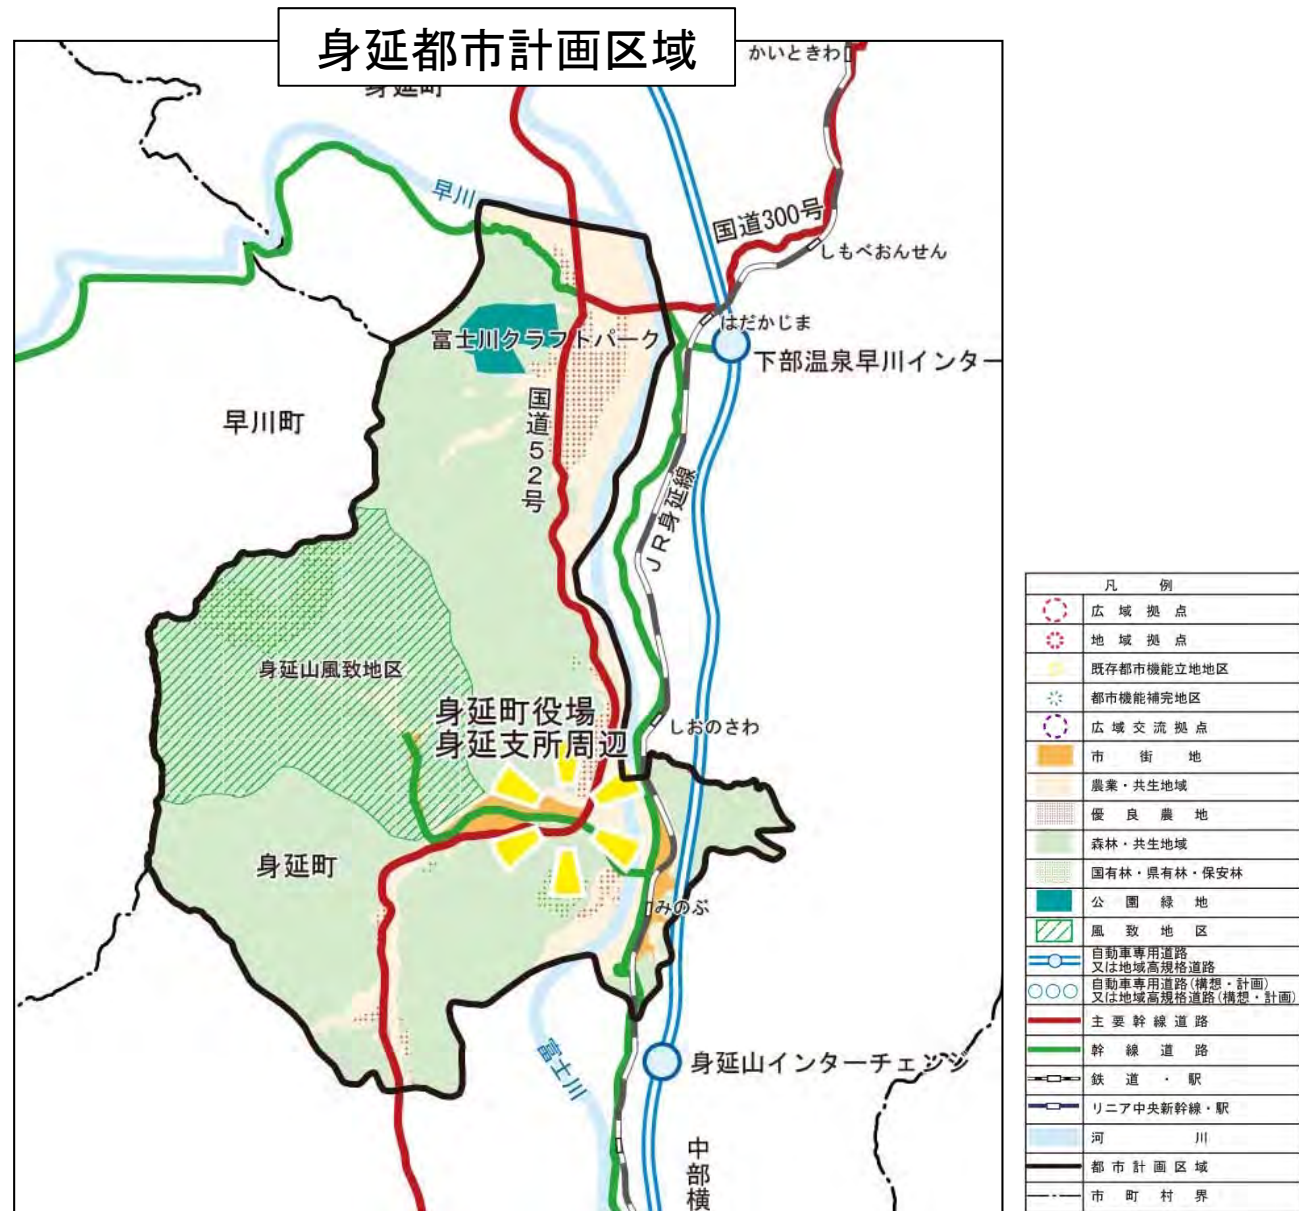 身延都市計画区域
身延町
かいときわ
早川
国道300号
しもべおんせん
はだかじま
富士川クラフトパーク
下部温泉早川インター
早川町
国道52号
JR身延線
身延山風致地区
身延町役場
身延支所周辺
しおのさわ
身延町
みのぶ
富士川
身延山インターチェンジ
中部横
凡例
広域拠点
地域拠点
既存都市機能立地地区
都市機能補完地区
広域交流拠点
市街地
農業・共生地域
優良農地
森林・共生地域
国有林・県有林・保安林
公園緑地
風致地区
自動車専用道路
又は地域高規格道路
自動車専用道路(構想・計画)
又は地域高規格道路(構想・計画)
主要幹線道路
幹線道路
鉄道・駅
リニア中央新幹線・駅
河川
都市計画区域
市町村界